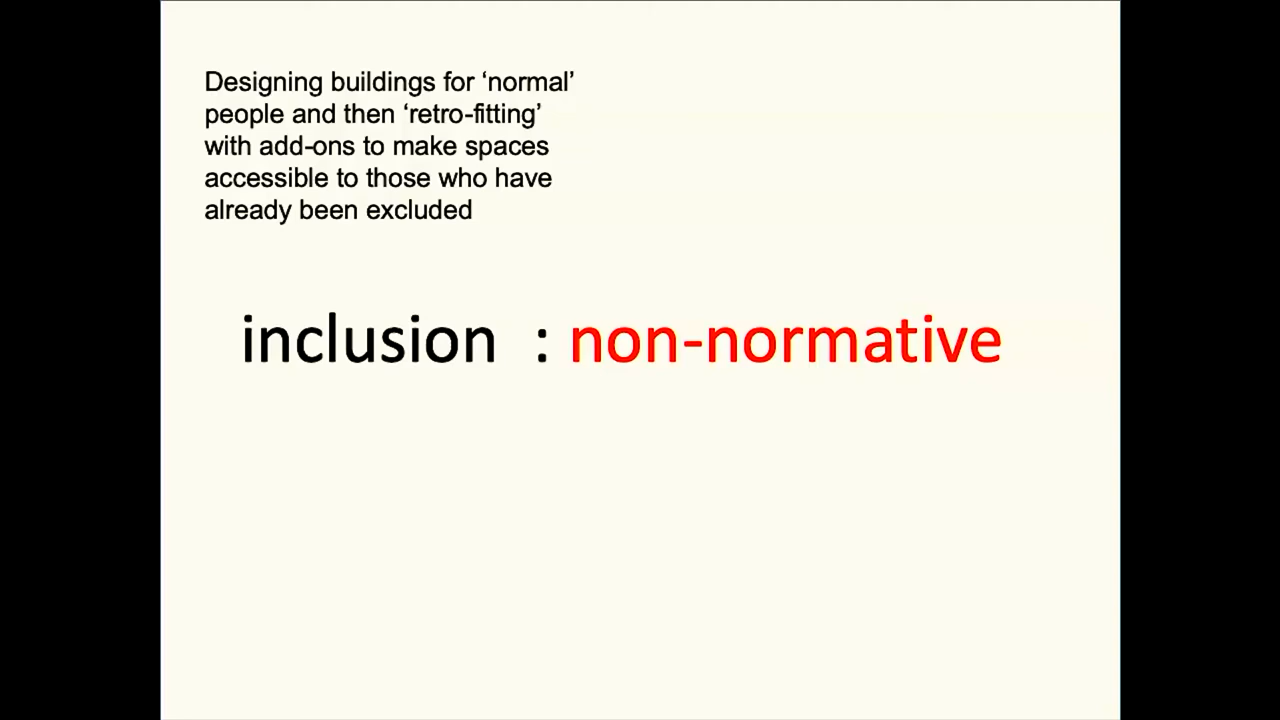 Designing buildings for ‘normal’
people and then ‘retro-fitting’
with add-ons to make spaces
accessible to those who have
already been excluded
inclusion : non-normative